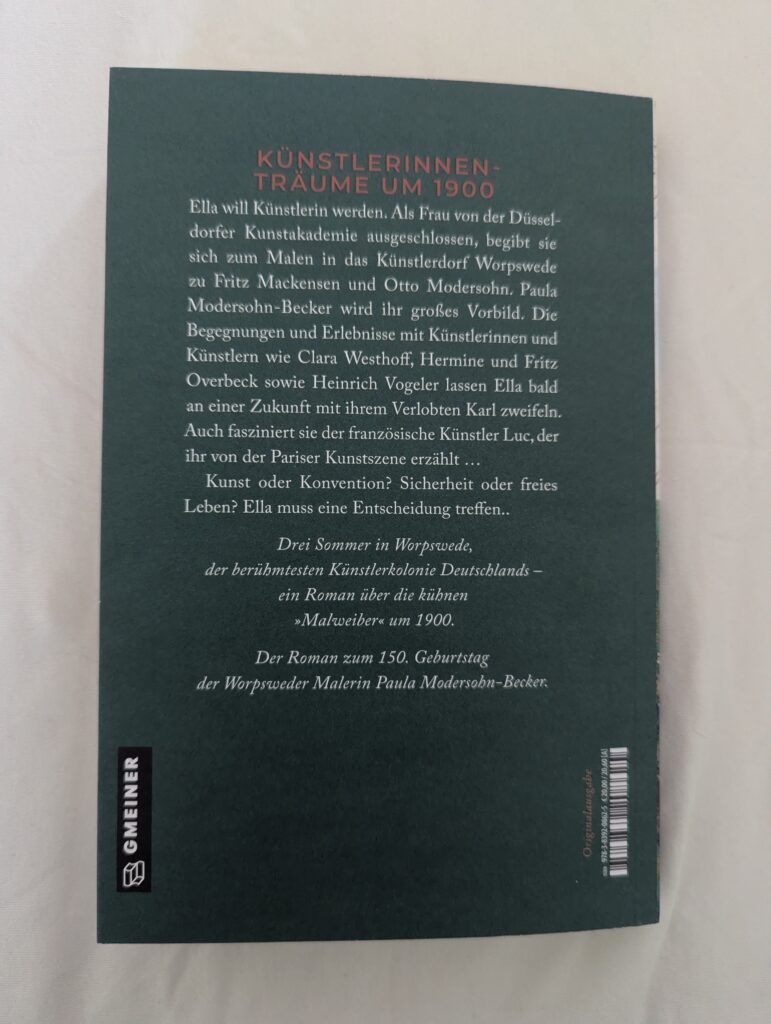 KÜNSTLERINNEN-
TRÄUME UM 1900
Ella will Künstlerin werden. Als Frau von der Düssel-
dorfer Kunstakademie ausgeschlossen, begibt sie
sich zum Malen in das Künstlerdorf Worpswede
zu Fritz Mackensen und Otto Modersohn. Paula
Modersohn-Becker wird ihr großes Vorbild. Die
Begegnungen und Erlebnisse mit Künstlerinnen und
Künstlern wie Clara Westhoff, Hermine und Fritz
Overbeck sowie Heinrich Vogeler lassen Ella bald
an einer Zukunft mit ihrem Verlobten Karl zweifeln.
Auch fasziniert sie der französische Künstler Luc, der
ihr von der Pariser Kunstszene erzählt …
Kunst oder Konvention? Sicherheit oder freies
Leben? Ella muss eine Entscheidung treffen..
Drei Sommer in Worpswede,
der berühmtesten Künstlerkolonie Deutschlands –
ein Roman über die kühnen
»Malweiber« um 1900.
Der Roman zum 150. Geburtstag
der Worpsweder Malerin Paula Modersohn-Becker.
GMEINER
Originalausgabe
ISBN € 20,00 / 20,60 [A]